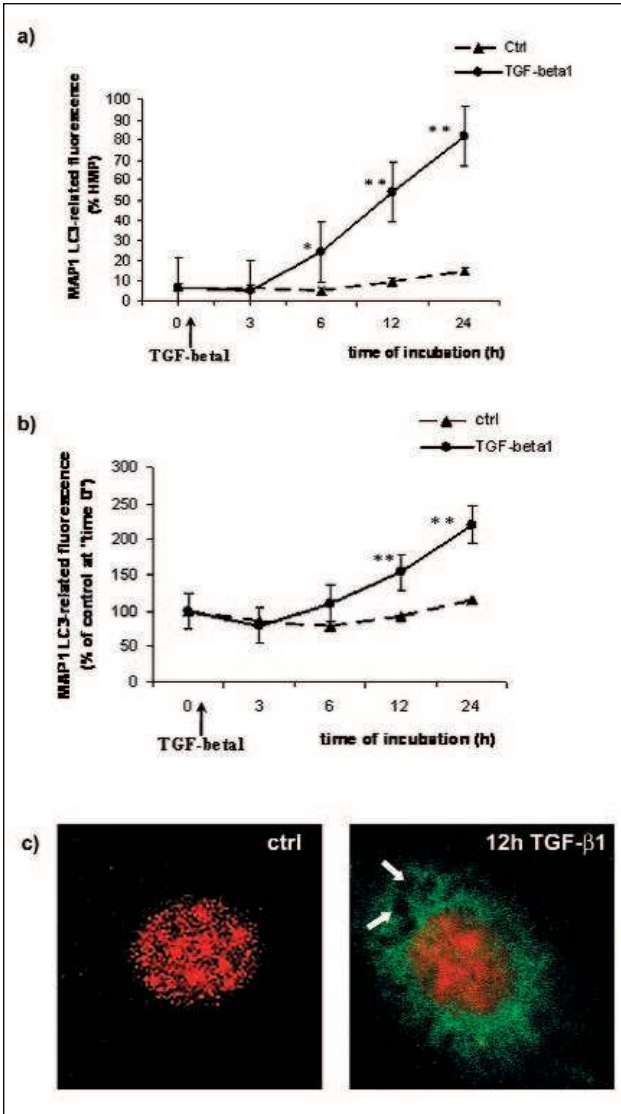 a)
Ctrl
TGF-beta1
MAP1 LC3-related fluorescence
(% HMP)
100
90
80
70
60
50
40
30
20
10
0
*
**
**
0 3 6 12 24
TGF-beta1
time of incubation (h)
b)
ctrl
TGF-beta1
MAP1 LC3-related fluorescence
(% of control at "time 0")
300
250
200
150
100
50
0
**
**
0 3 6 12 24
TGF-beta1
time of incubation (h)
c)
ctrl
12h TGF-β1